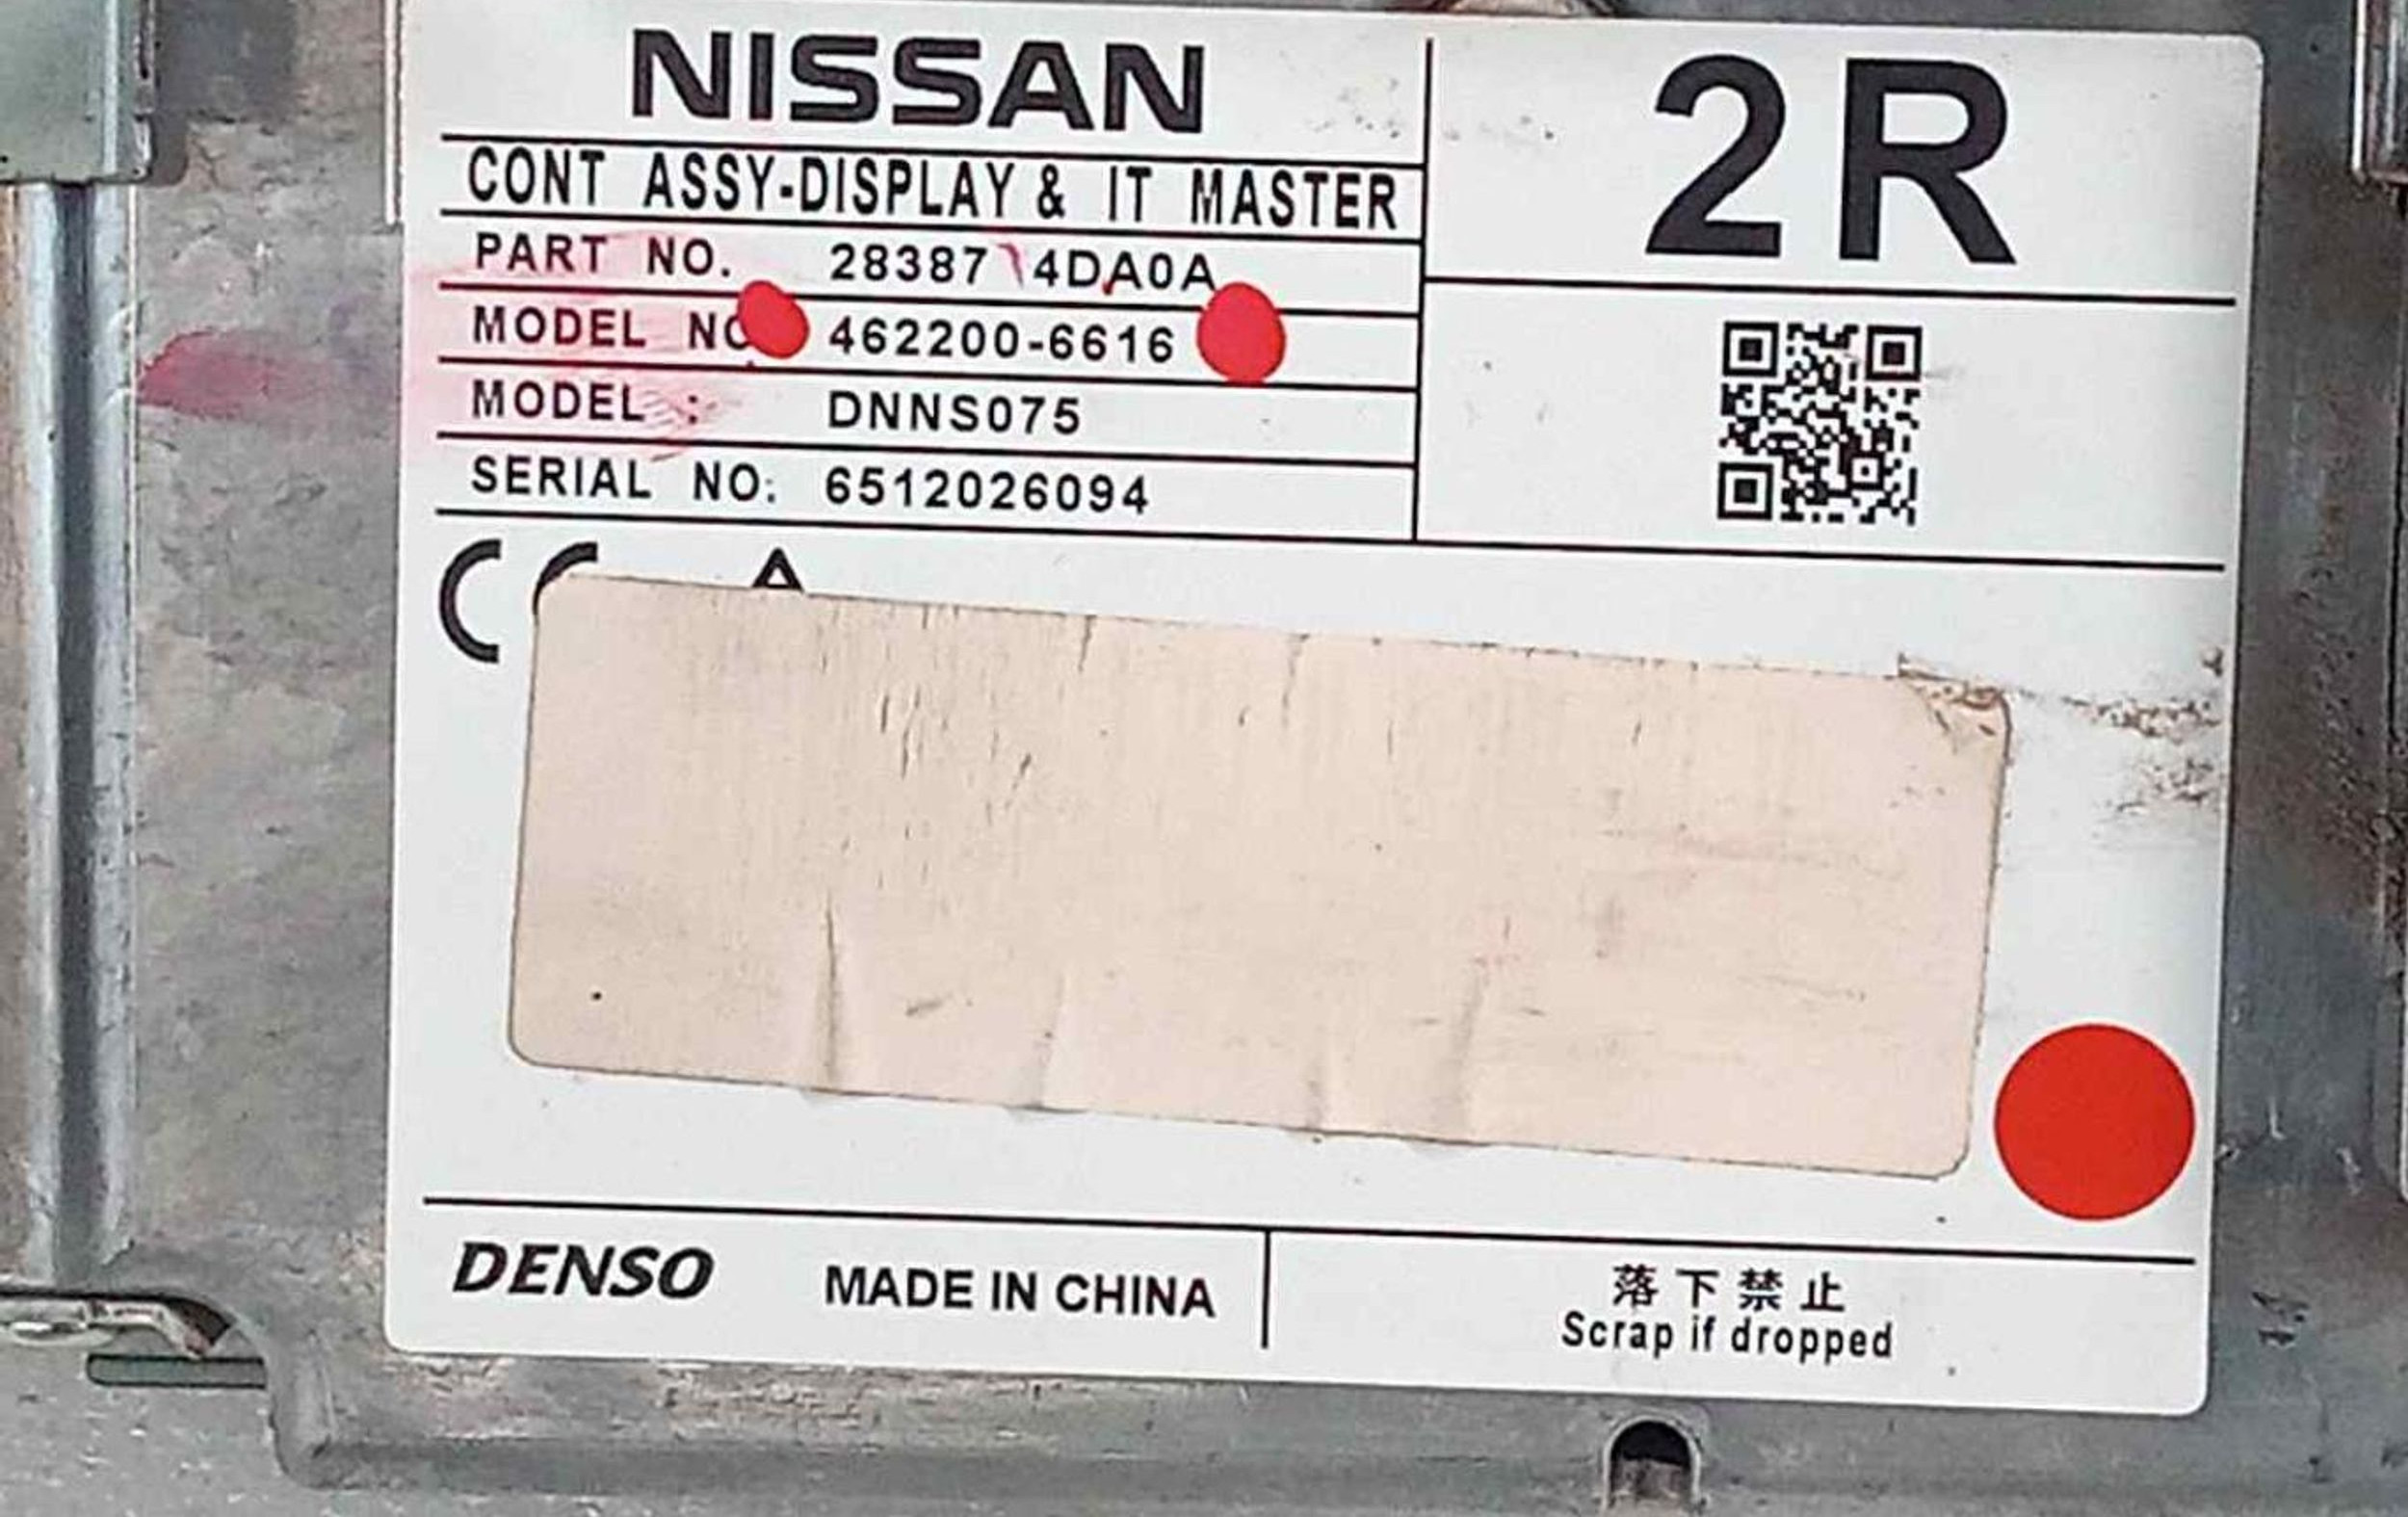 NISSAN
2R
CONT ASSY-DISPLAY & IT MASTER
PART NO. 28387 4DA0A
MODEL NO 462200-6616
MODEL : DNNS075
SERIAL NO: 6512026094
CE
DENSO MADE IN CHINA
落下禁止
Scrap if dropped